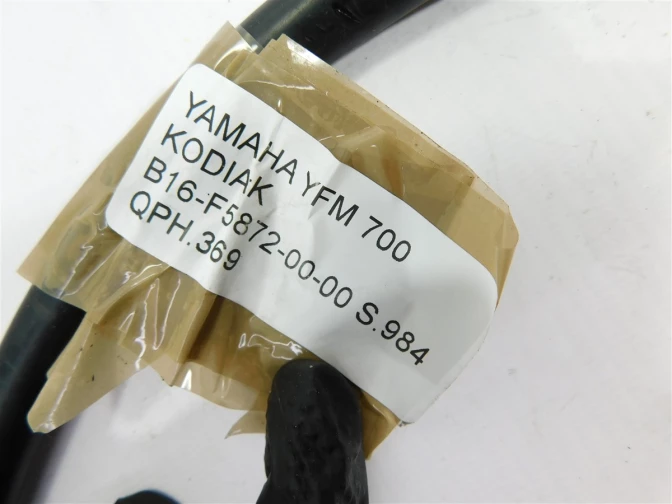 YAMAHA YFM 700
KODIAK
B16-F5872-00-00 S.984
QPH.369